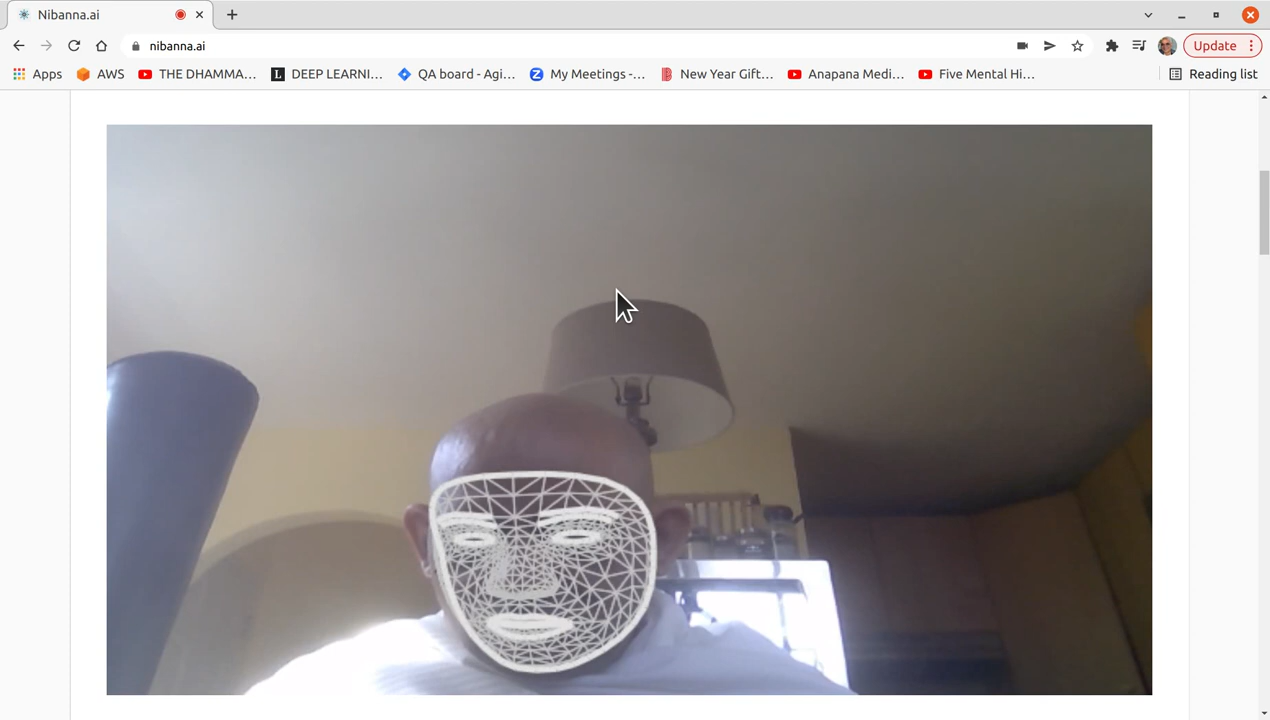 Nibanna.ai
nibanna.ai
Update
Apps
AWS
THE DHAMMA...
DEEP LEARNI...
QA board - Agi...
My Meetings -...
New Year Gift...
Anapana Medi...
Five Mental Hi...
Reading list